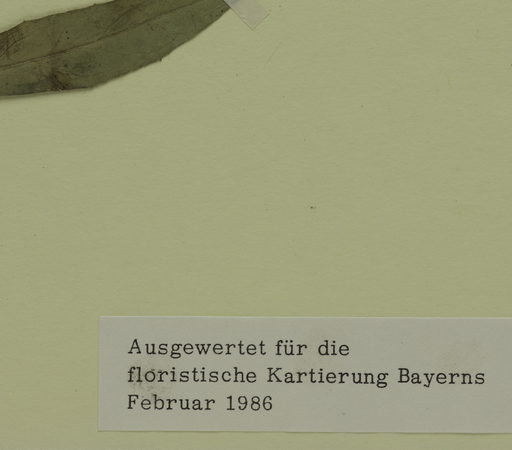 Ausgewertet für die
floristische Kartierung Bayerns
Februar 1986